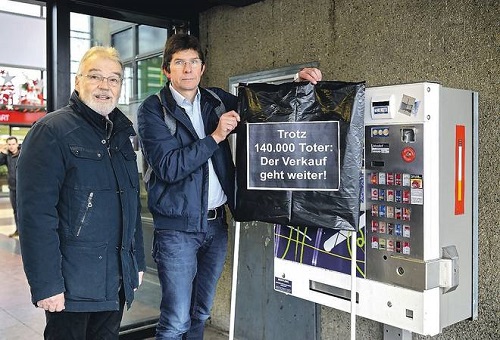 Trotz
140.000 Toter:
Der Verkauf
geht weiter!